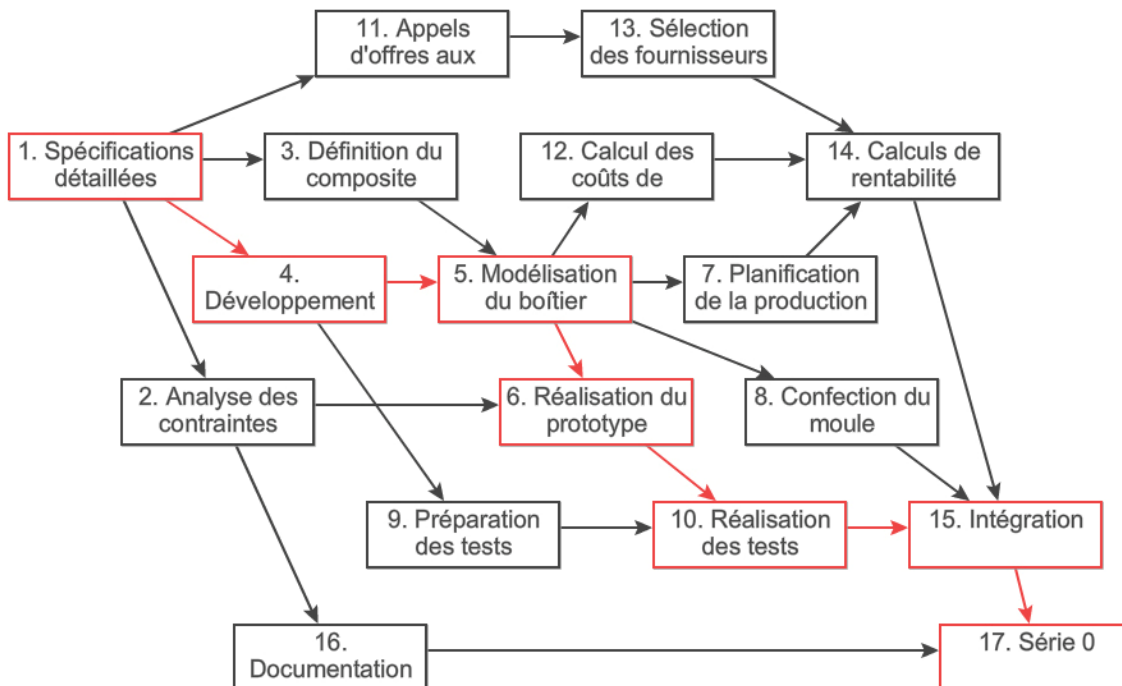 11. Appels
d'offres aux
13. Sélection
des fournisseurs
1. Spécifications
détaillées
3. Définition du
composite
12. Calcul des
coûts de
14. Calculs de
rentabilité
4.
Développement
5. Modélisation
du boîtier
7. Planification
de la production
2. Analyse des
contraintes
6. Réalisation du
prototype
8. Confection du
moule
9. Préparation
des tests
10. Réalisation
des tests
15. Intégration
16.
Documentation
17. Série 0